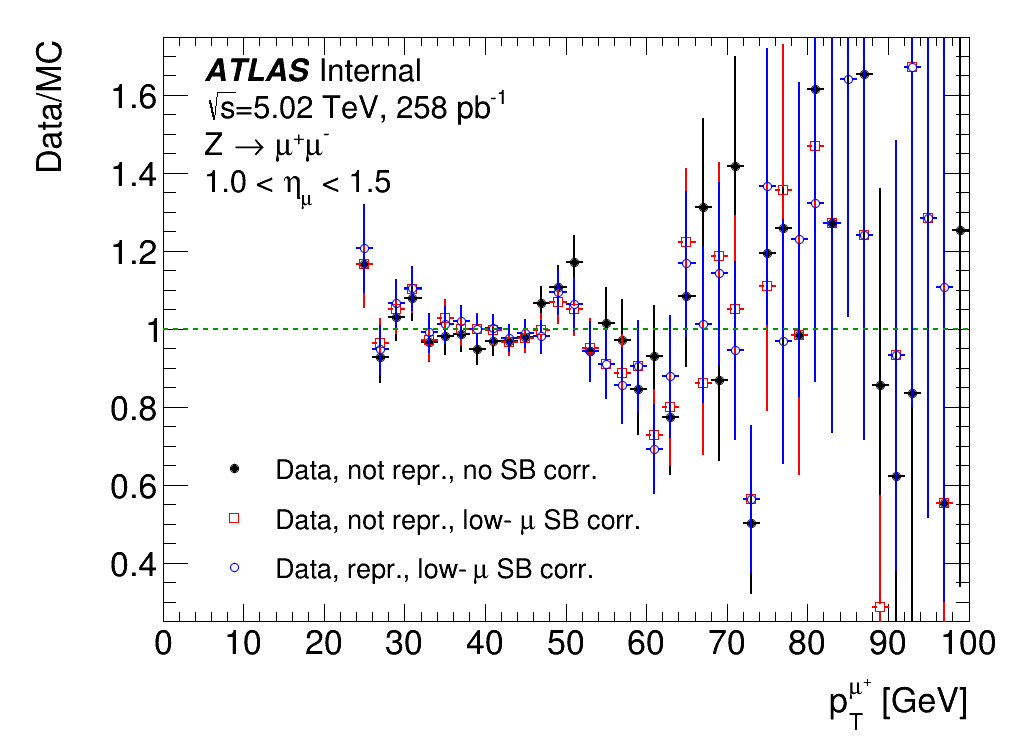 Data/MC
ATLAS Internal
√s=5.02 TeV, 258 pb⁻¹
Z → μ⁺μ⁻
1.0 < η_μ < 1.5
1.6
1.4
1.2
1
0.8
0.6
0.4
Data, not repr., no SB corr.
Data, not repr., low- μ SB corr.
Data, repr., low- μ SB corr.
0 10 20 30 40 50 60 70 80 90 100
p_T^μ⁺ [GeV]